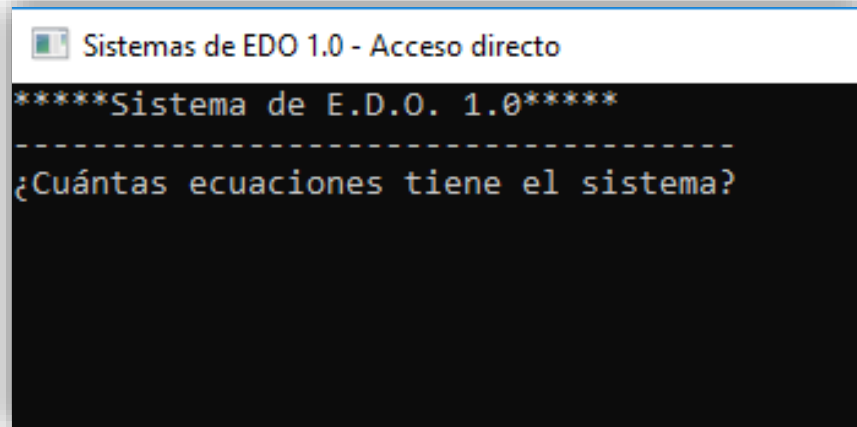 Sistemas de EDO 1.0 - Acceso directo
*****Sistema de E.D.O. 1.0*****
-------------------------------------
¿Cuántas ecuaciones tiene el sistema?